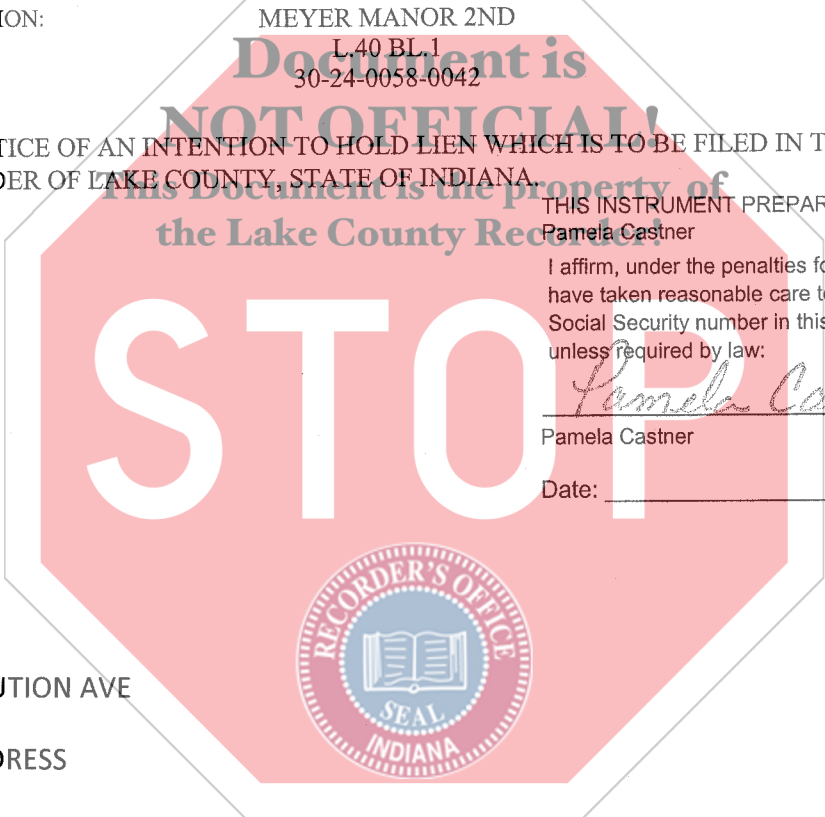 ION:
MEYER MANOR 2ND
L.40 BL.1
30-24-0058-0042
Document is
NOT OFFICIAL!
This Document is the property of
the Lake County Recorder!
TICE OF AN INTENTION TO HOLD LIEN WHICH IS TO BE FILED IN T
DER OF LAKE COUNTY, STATE OF INDIANA.
THIS INSTRUMENT PREPAR
Pamela Castner
I affirm, under the penalties fo
have taken reasonable care to
Social Security number in this
unless required by law:
Pamela Ca
Pamela Castner
Date:
STOP
RECORDER'S OFFICE
SEAL
INDIANA
UTION AVE
DRESS